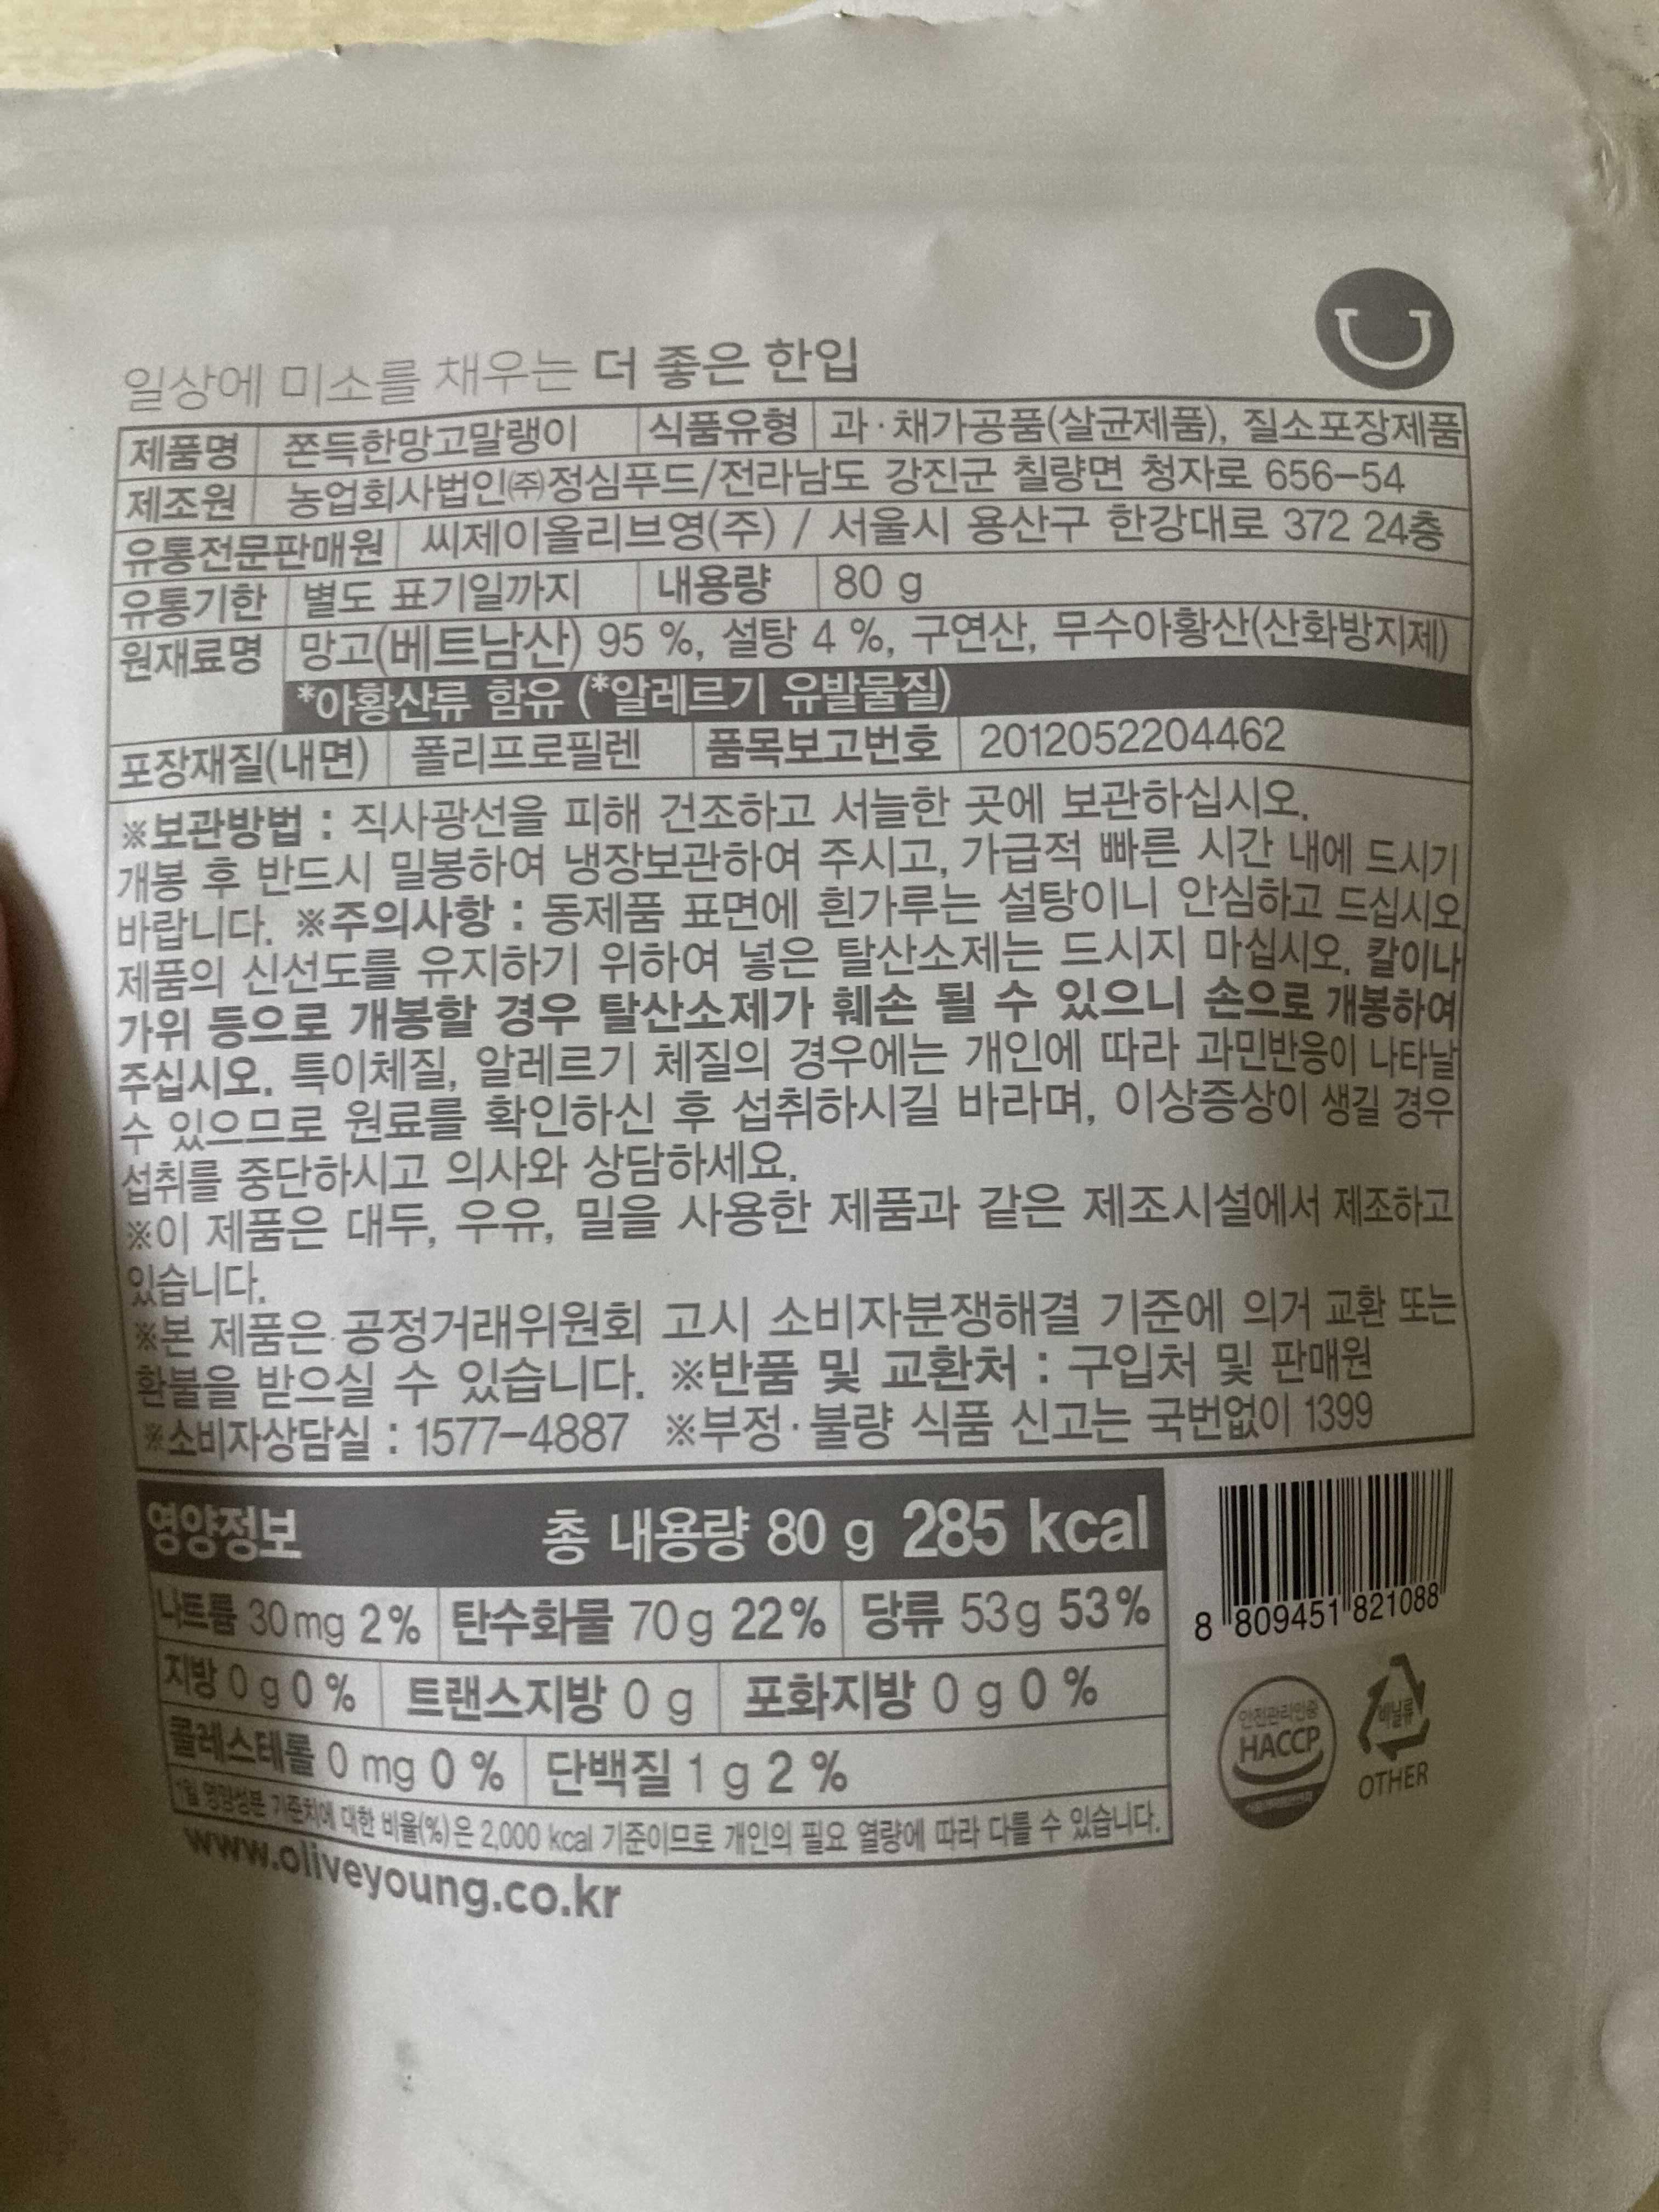 일상에 미소를 채우는 더 좋은 한입
제품명 쫀득한망고말랭이 식품유형 과·채가공품(살균제품), 질소포장제품
제조원 농업회사법인㈜정심푸드/전라남도 강진군 칠량면 청자로 656-54
유통전문판매원 씨제이올리브영(주) / 서울시 용산구 한강대로 372 24층
유통기한 별도 표기일까지 내용량 80 g
원재료명 망고(베트남산) 95 %, 설탕 4 %, 구연산, 무수아황산(산화방지제)
*아황산류 함유 (*알레르기 유발물질)
포장재질(내면) 폴리프로필렌 품목보고번호 2012052204462
※보관방법 : 직사광선을 피해 건조하고 서늘한 곳에 보관하십시오.
개봉 후 반드시 밀봉하여 냉장보관하여 주시고, 가급적 빠른 시간 내에 드시기
바랍니다. ※주의사항 : 동제품 표면에 흰가루는 설탕이니 안심하고 드십시오
제품의 신선도를 유지하기 위하여 넣은 탈산소제는 드시지 마십시오. 칼이나
가위 등으로 개봉할 경우 탈산소제가 훼손 될 수 있으니 손으로 개봉하여
주십시오. 특이체질, 알레르기 체질의 경우에는 개인에 따라 과민반응이 나타날
수 있으므로 원료를 확인하신 후 섭취하시길 바라며, 이상증상이 생길 경우
섭취를 중단하시고 의사와 상담하세요.
※이 제품은 대두, 우유, 밀을 사용한 제품과 같은 제조시설에서 제조하고
있습니다.
※본 제품은 공정거래위원회 고시 소비자분쟁해결 기준에 의거 교환 또는
환불을 받으실 수 있습니다. ※반품 및 교환처 : 구입처 및 판매원
※소비자상담실 : 1577-4887 ※부정·불량 식품 신고는 국번없이 1399
영양정보 총 내용량 80 g 285 kcal
나트륨 30 mg 2% 탄수화물 70 g 22% 당류 53g 53%
지방 0 g 0 % 트랜스지방 0 g 포화지방 0 g 0 %
콜레스테롤 0 mg 0 % 단백질 1 g 2 %
1일 영양성분 기준치에 대한 비율(%)은 2,000 kcal 기준이므로 개인의 필요 열량에 따라 다를 수 있습니다.
www.oliveyoung.co.kr
8 809451 821088
안전관리인증
HACCP
비닐류
OTHER